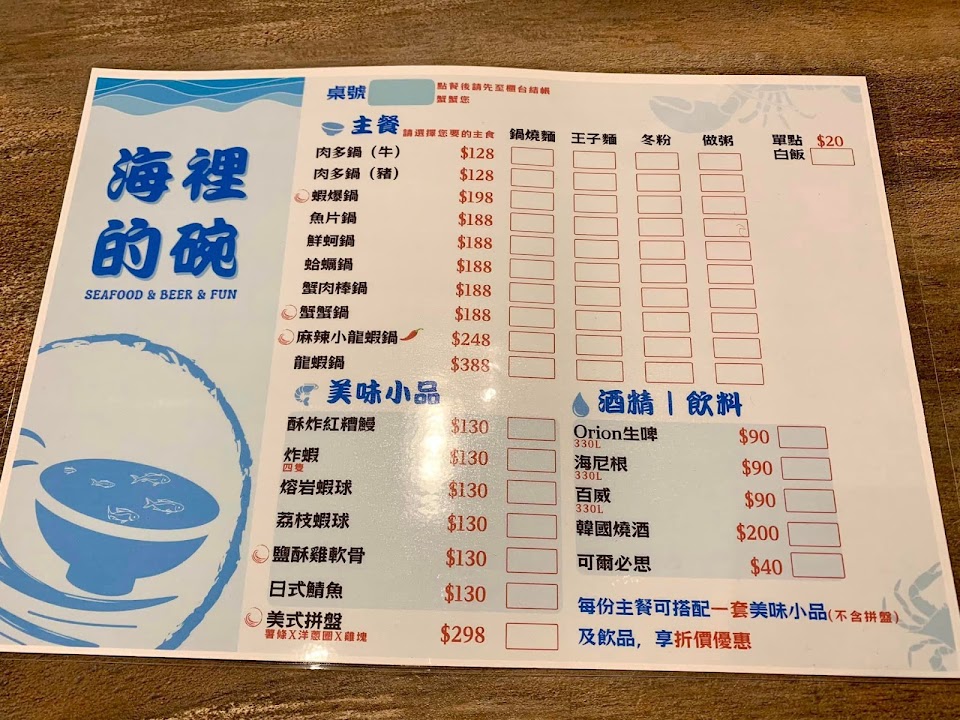 海裡
的碗
SEAFOOD & BEER & FUN
桌號
點餐後請先至櫃台結帳
蟹蟹您
主餐 請選擇您要的主食 鍋燒麵 王子麵 冬粉 做粥 單點 $20
白飯
肉多鍋（牛） $128
肉多鍋（豬） $128
蝦爆鍋 $198
魚片鍋 $188
鮮蚵鍋 $188
蛤蠣鍋 $188
蟹肉棒鍋 $188
蟹蟹鍋 $188
麻辣小龍蝦鍋 $248
龍蝦鍋 $388
美味小品
酥炸紅糟鰻 $130
炸蝦 $130
四隻
熔岩蝦球 $130
荔枝蝦球 $130
鹽酥雞軟骨 $130
日式鯖魚 $130
美式拼盤 $298
薯條X洋蔥圈X雞塊
酒精｜飲料
Orion生啤 $90
330L
海尼根 $90
330L
百威 $90
330L
韓國燒酒 $200
可爾必思 $40
每份主餐可搭配一套美味小品(不含拼盤)
及飲品，享折價優惠